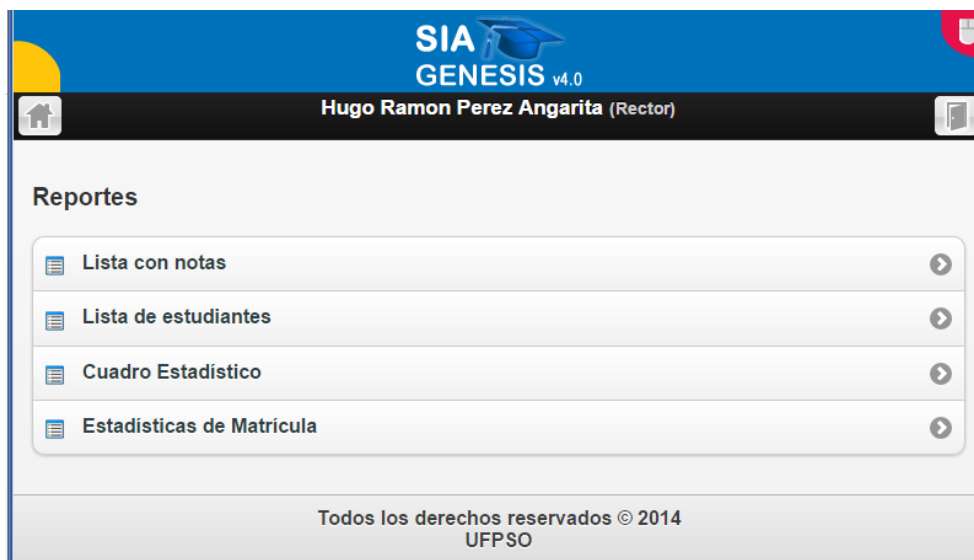 SIA
GENESIS v4.0
Hugo Ramon Perez Angarita (Rector)
Reportes
Lista con notas
Lista de estudiantes
Cuadro Estadístico
Estadísticas de Matrícula
Todos los derechos reservados © 2014
UFPSO